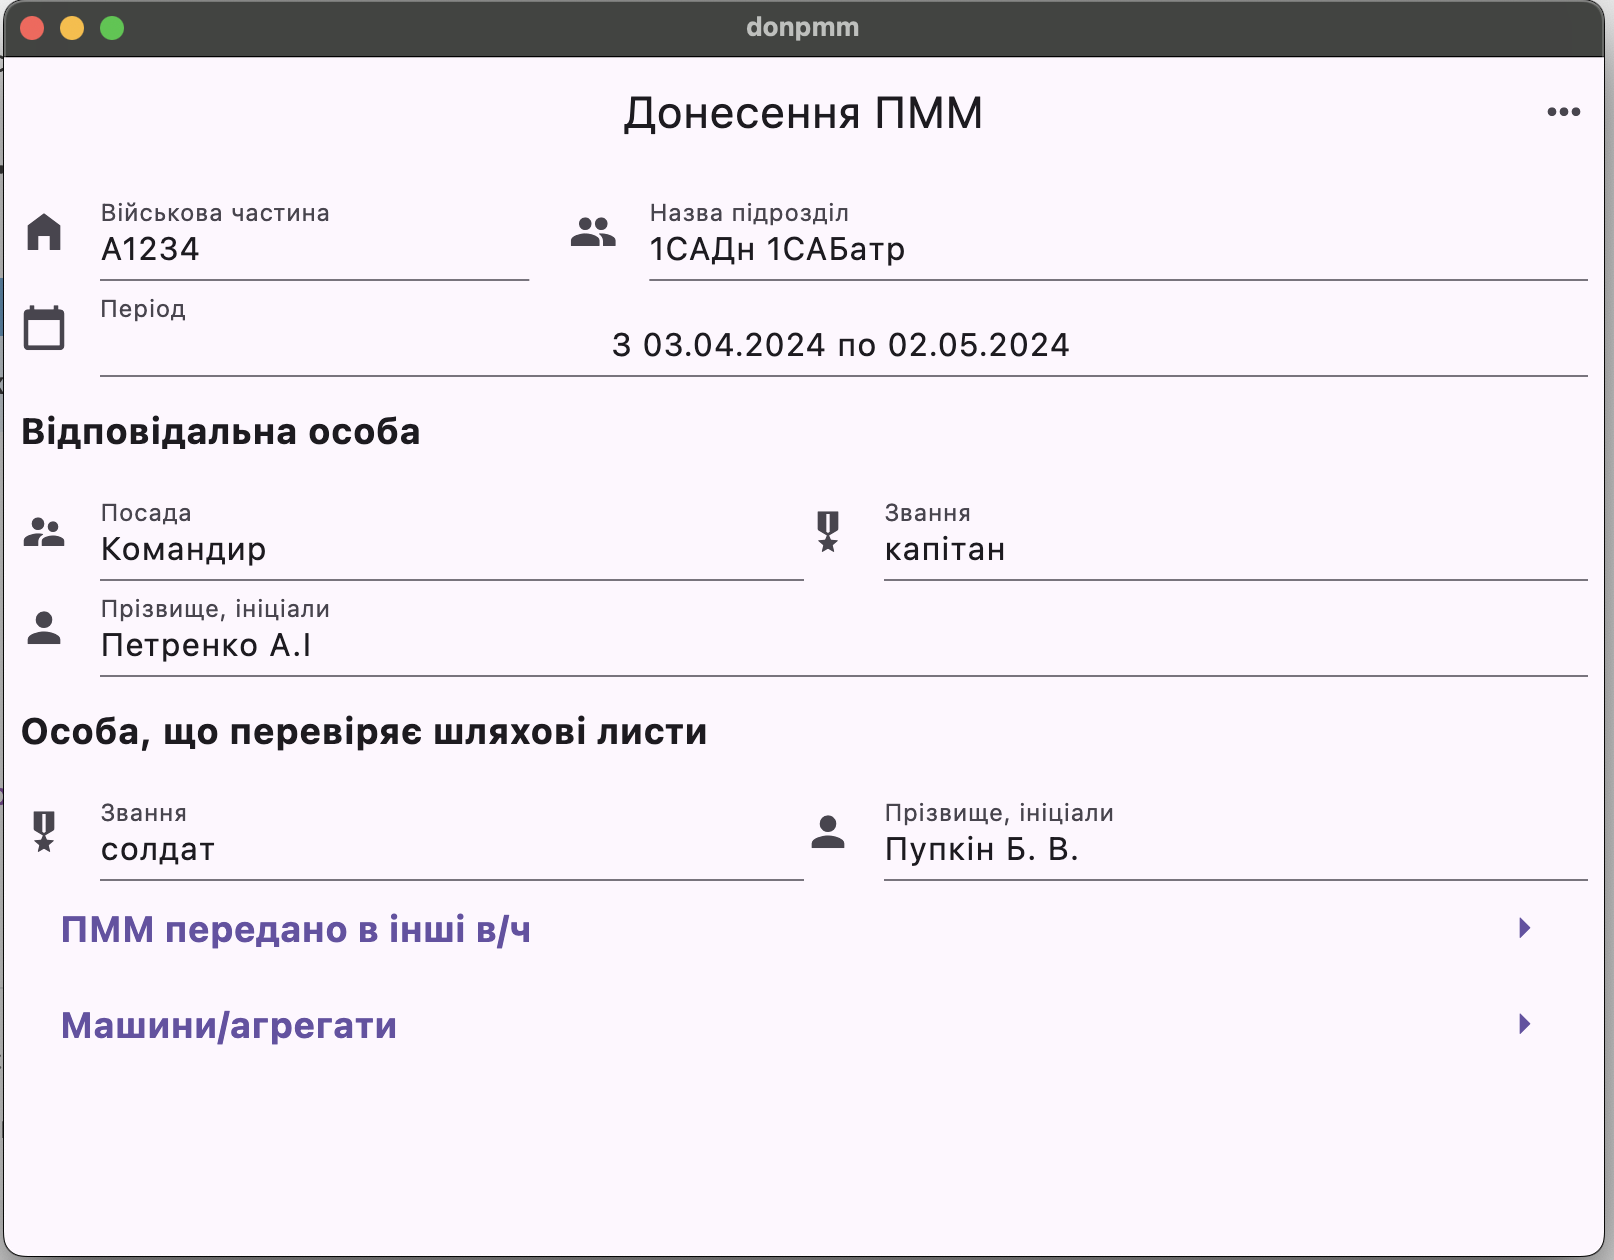 donpmm
Донесення ПММ
Військова частина
А1234
Назва підрозділ
1САДн 1САБатр
Період
З 03.04.2024 по 02.05.2024
Відповідальна особа
Посада
Командир
Звання
капітан
Прізвище, ініціали
Петренко А.І
Особа, що перевіряє шляхові листи
Звання
солдат
Прізвище, ініціали
Пупкін Б. В.
ПММ передано в інші в/ч
Машини/агрегати